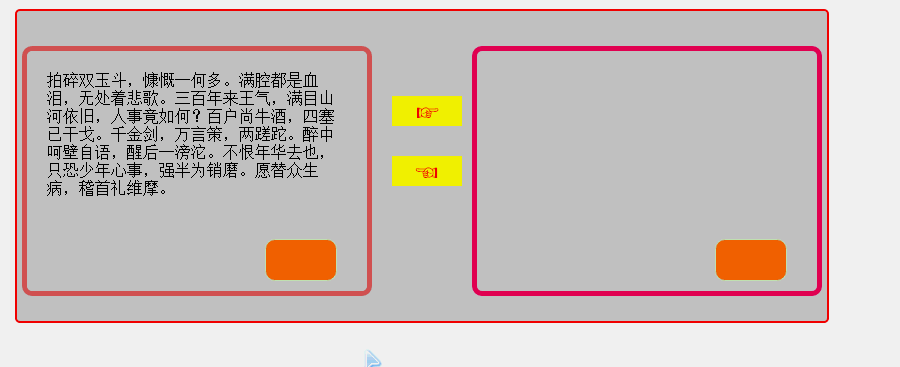 拍碎双玉斗，慷慨一何多。满腔都是血
泪，无处着悲歌。三百年来王气，满目山
河依旧，人事竟如何？百户尚牛酒，四塞
已干戈。千金剑，万言策，两蹉跎。醉中
呵壁自语，醒后一滂沱。不恨年华去也，
只恐少年心事，强半为销磨。愿替众生
病，稽首礼维摩。
☞
☜